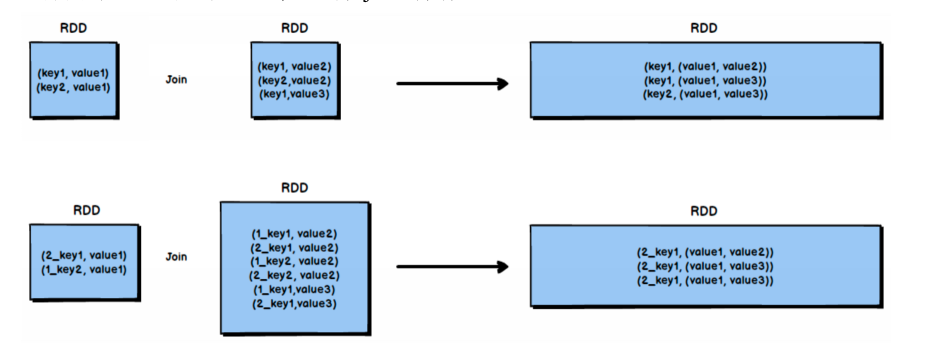 RDD
RDD
RDD
(key1, value1)
(key2, value1)
Join
(key1, value2)
(key2,value2)
(key1,value3)
(key1, (value1, value2))
(key1, (value1, value3))
(key2, (value1, value3))
RDD
RDD
RDD
(2_key1, value1)
(1_key2, value1)
Join
(1_key1, value2)
(2_key1, value2)
(1_key2, value2)
(2_key2, value2)
(1_key1,value3)
(2_key1,value3)
(2_key1, (value1, value2))
(2_key1, (value1, value3))
(2_key1, (value1, value3))